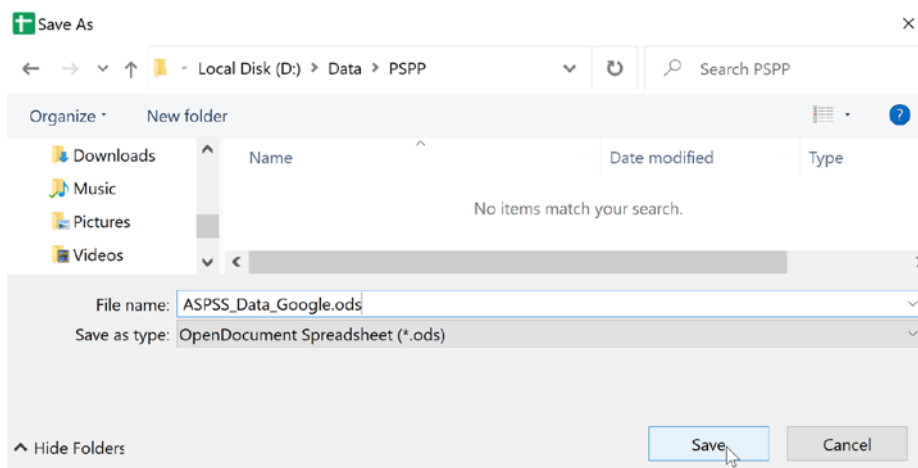 Save As
Local Disk (D:) > Data > PSPP
Search PSPP
Organize
New folder
?
Name
Date modified
Type
Downloads
Music
Pictures
Videos
No items match your search.
File name: ASPSS_Data_Google.ods
Save as type: OpenDocument Spreadsheet (*.ods)
Hide Folders
Save
Cancel